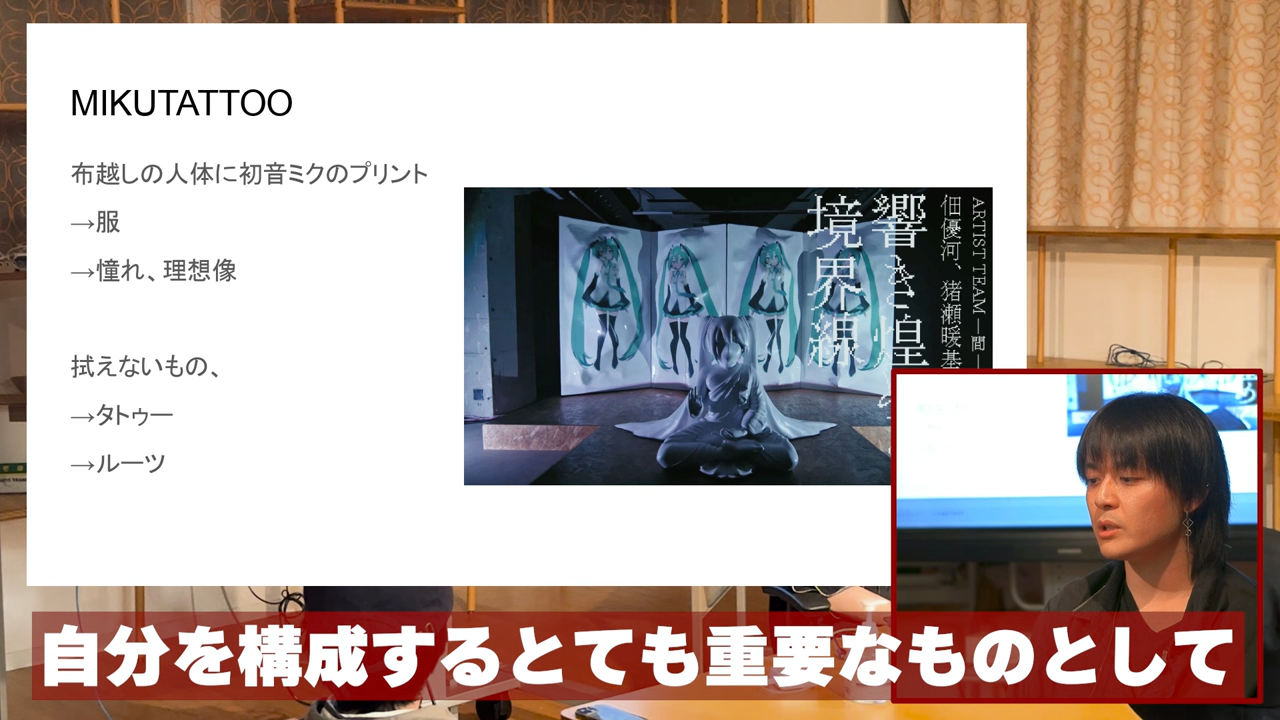 MIKUTATTOO
布越しの人体に初音ミクのプリント
→服
→憧れ、理想像
拭えないもの、
→タトゥー
→ルーツ
響き煌
境界線
佃優河、猪瀬暖基
ARTIST TEAM ―間―
自分を構成するとても重要なものとして